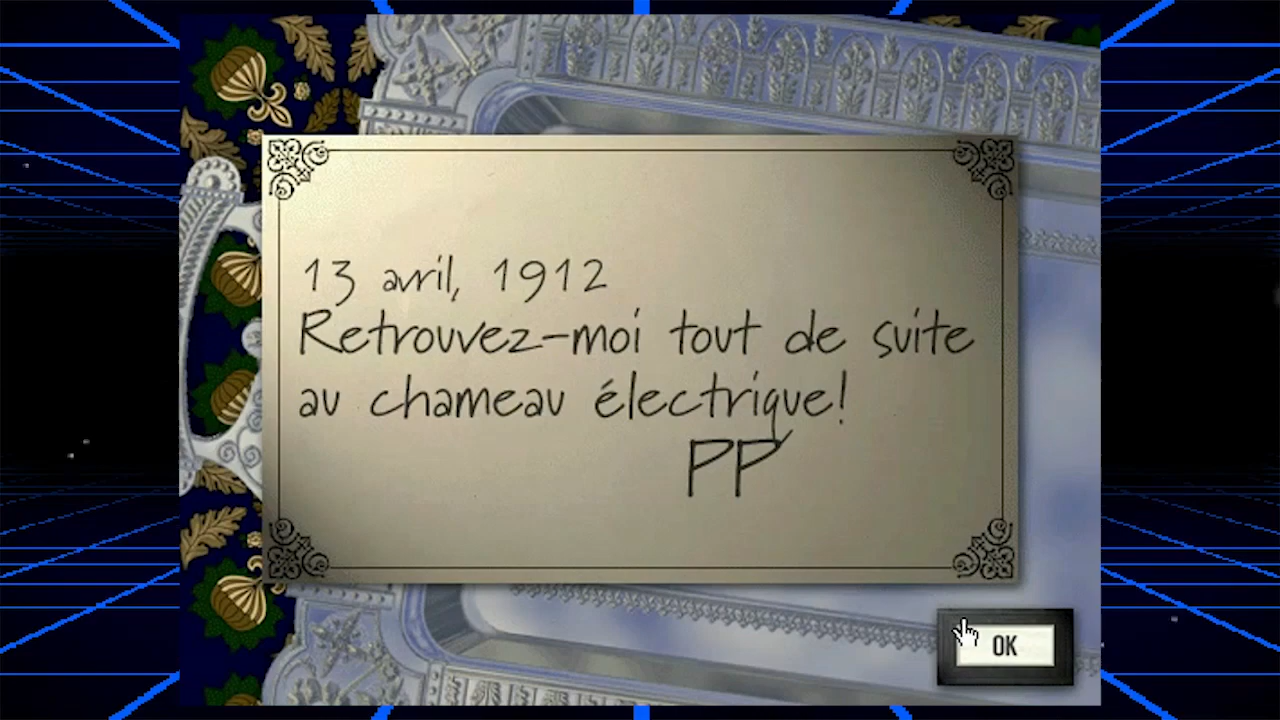 13 avril, 1912
Retrouvez-moi tout de suite
au chameau électrique!
PP
OK